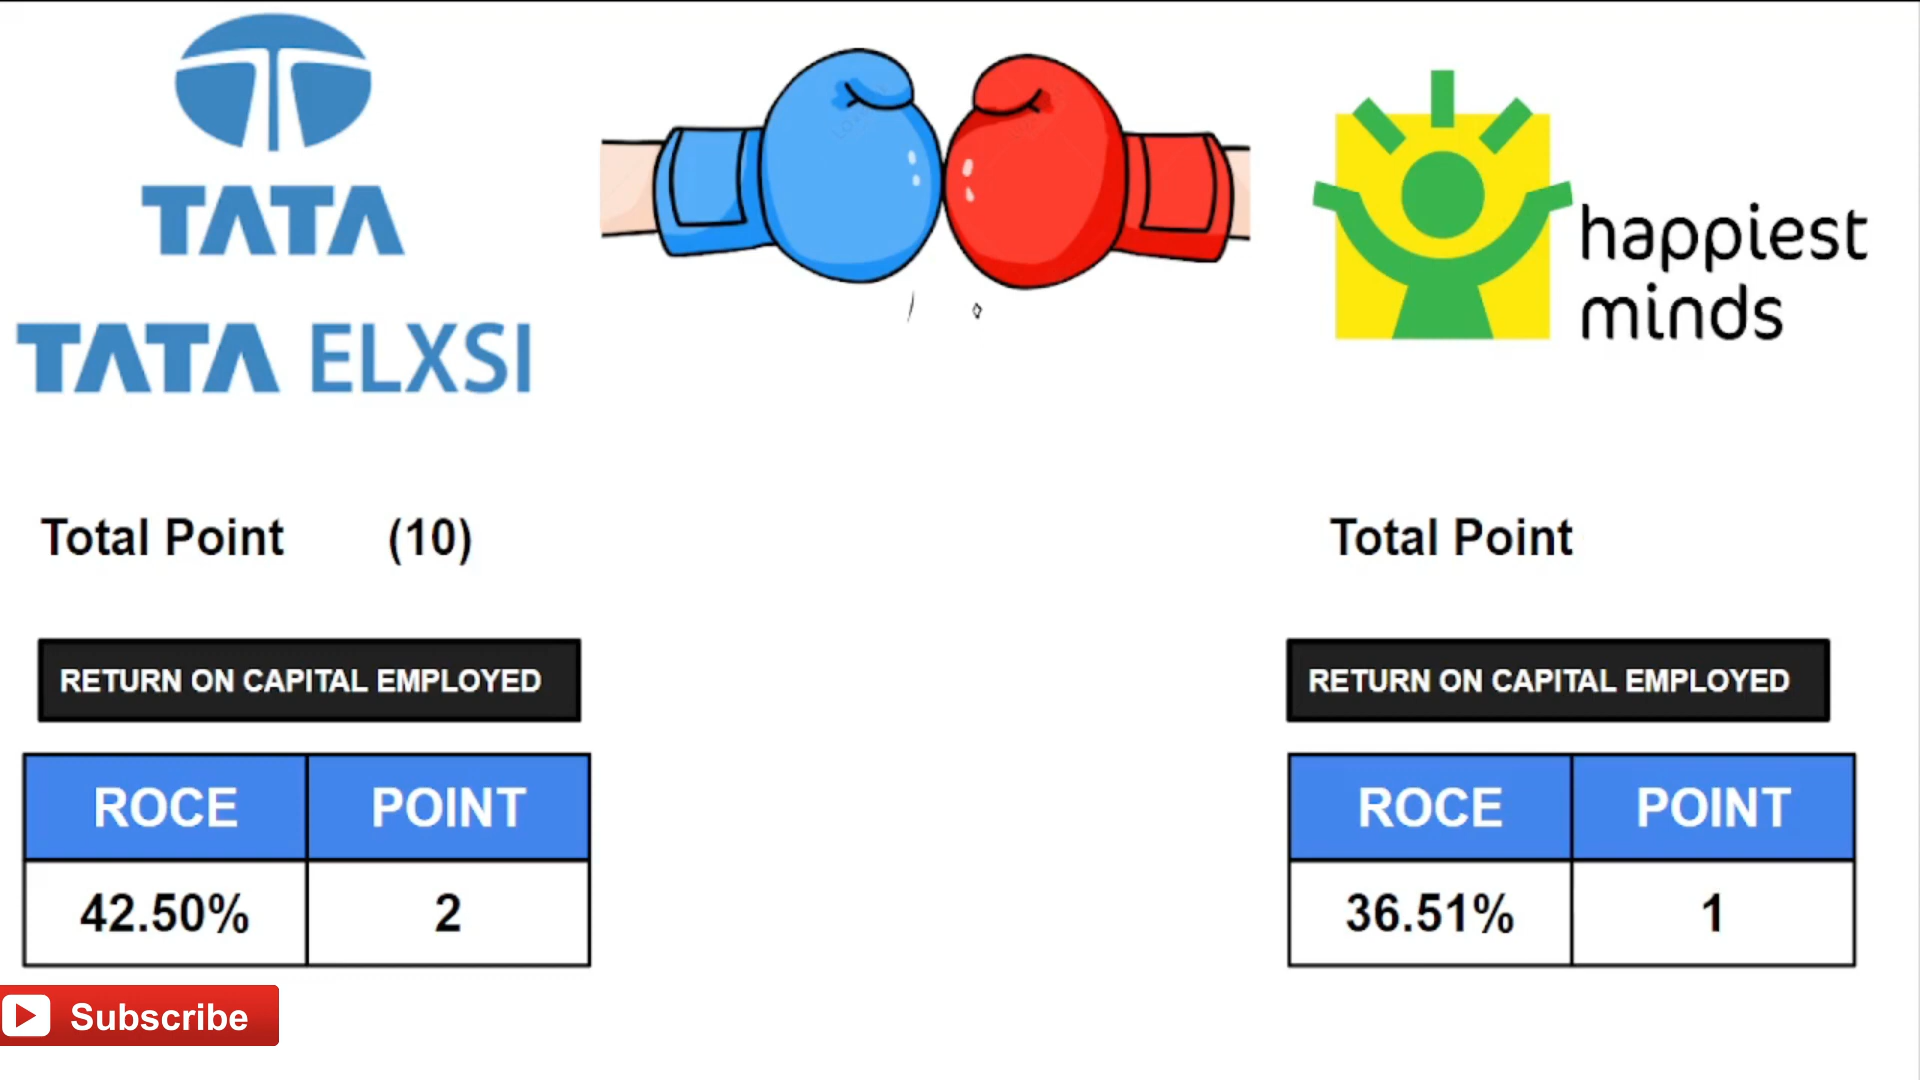 TATA
TATA ELXSI
happiest
minds
Total Point (10)
Total Point
RETURN ON CAPITAL EMPLOYED
RETURN ON CAPITAL EMPLOYED
ROCE POINT
42.50% 2
ROCE POINT
36.51% 1
Subscribe